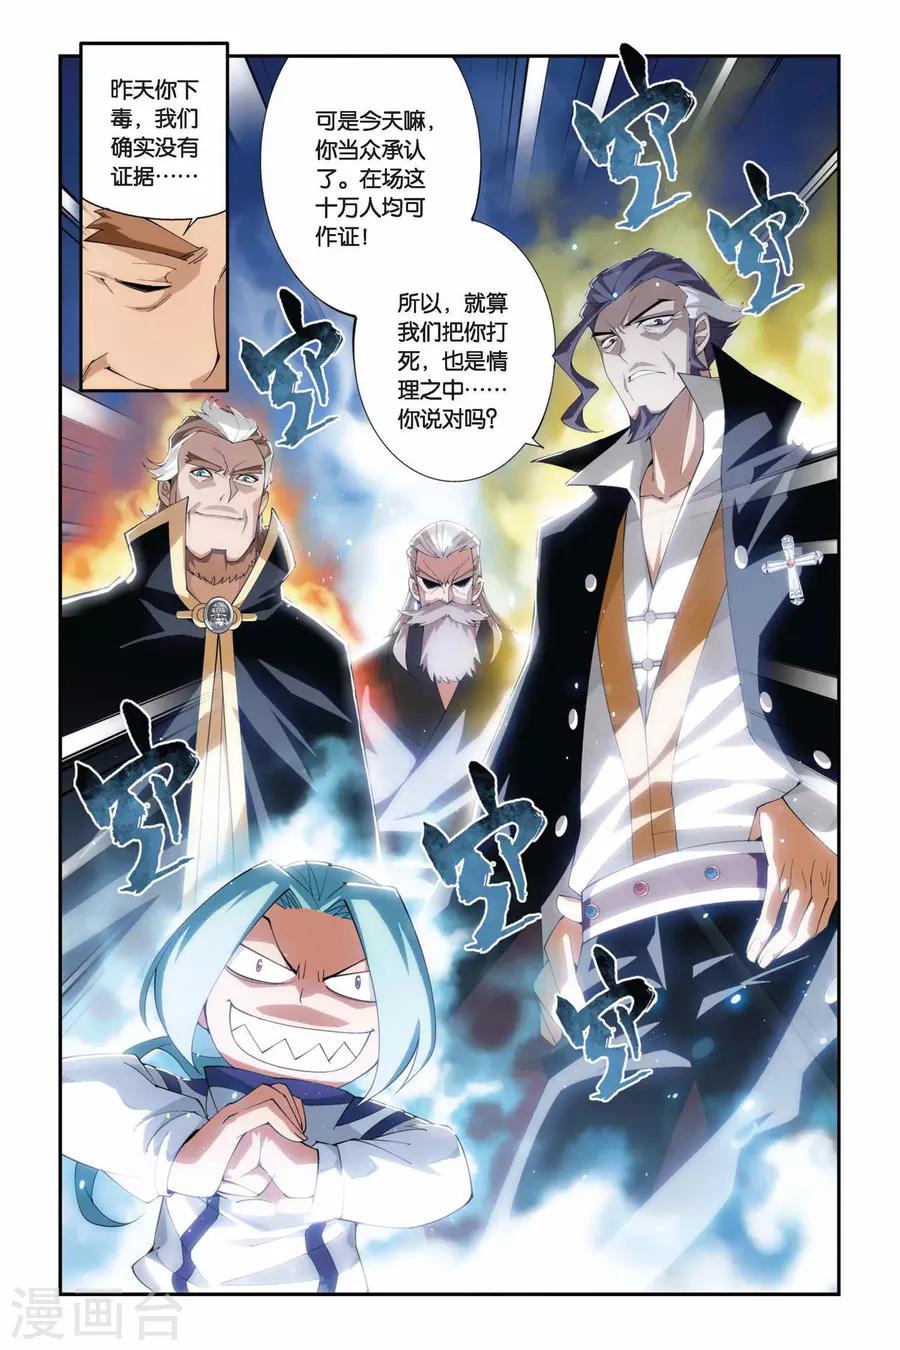 昨天你下
毒，我们
确实没有
证据……
可是今天嘛，
你当众承认
了。在场这
十万人均可
作证！
所以，就算
我们把你打
死，也是情
理之中……
你说对吗？
空
空
空
空
空
空
漫画台